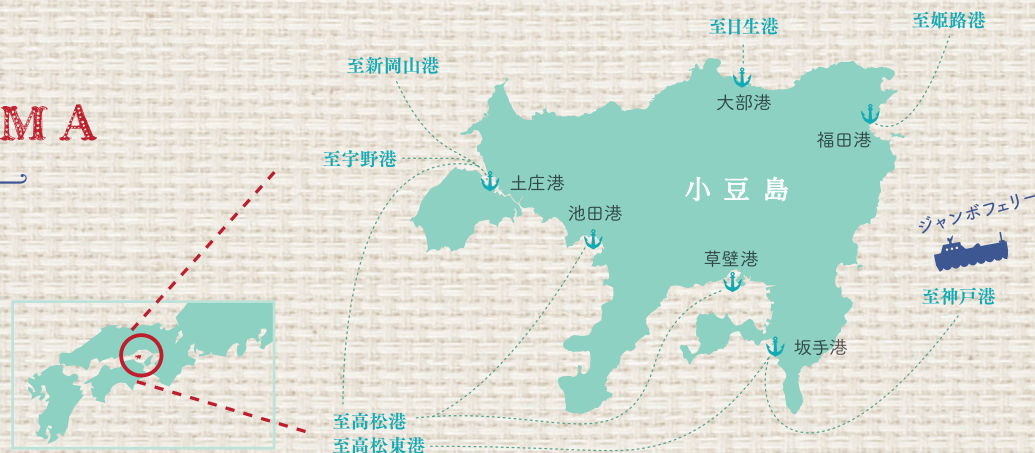 至姫路港
至日生港
至新岡山港
大部港
MA
福田港
至宇野港
土庄港
小豆島
池田港
ジャンボフェリー
草壁港
至神戸港
坂手港
至高松港
至高松東港